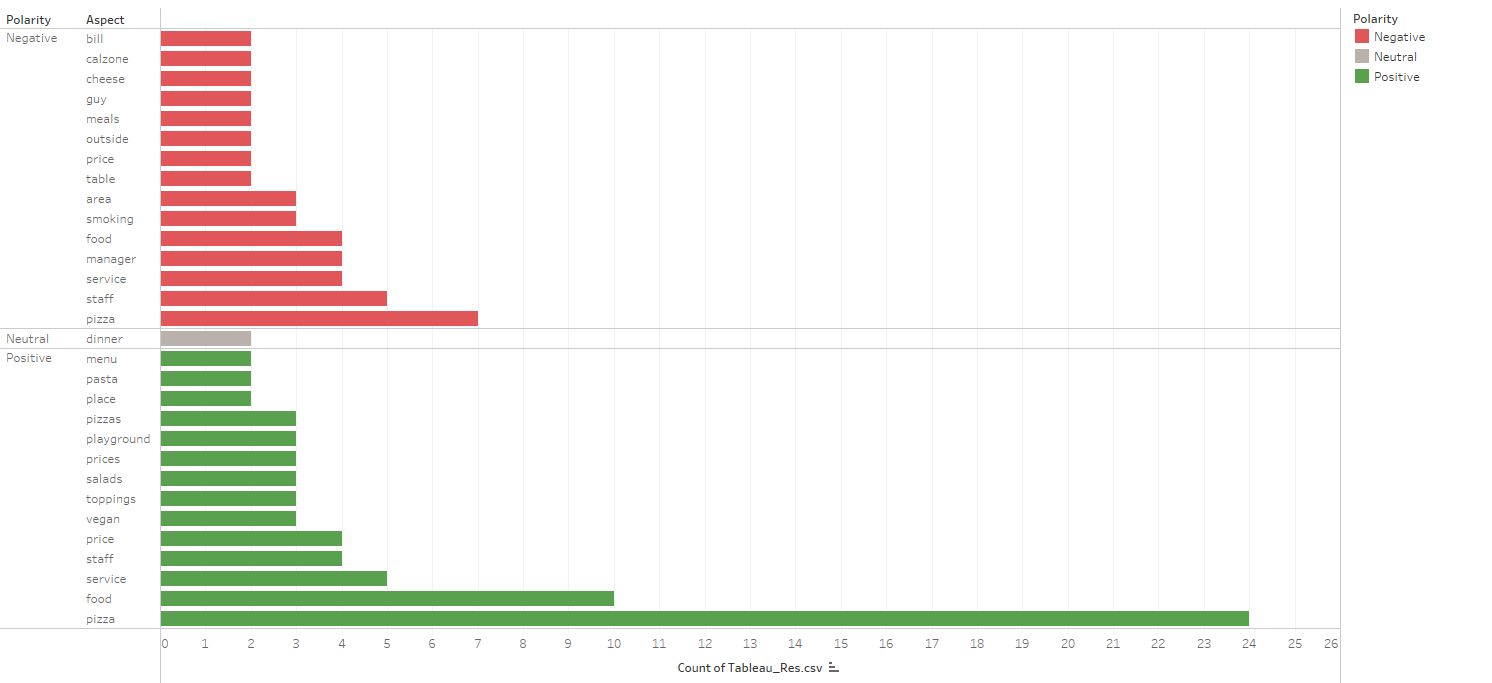 Polarity Aspect
Negative bill
calzone
cheese
guy
meals
outside
price
table
area
smoking
food
manager
service
staff
pizza
Neutral dinner
Positive menu
pasta
place
pizzas
playground
prices
salads
toppings
vegan
price
staff
service
food
pizza
0 1 2 3 4 5 6 7 8 9 10 11 12 13 14 15 16 17 18 19 20 21 22 23 24 25 26
Count of Tableau_Res.csv
Polarity
Negative
Neutral
Positive